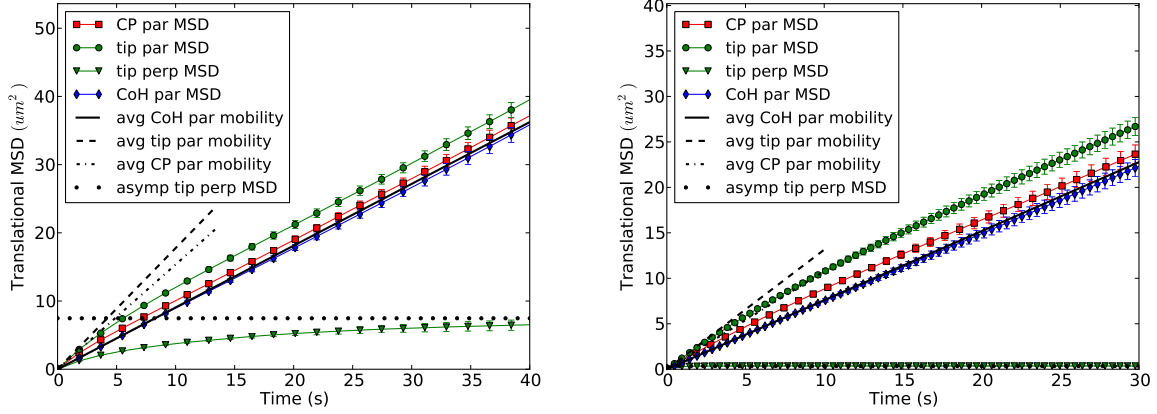 Translational MSD (um²)
50
40
30
20
10
0
CP par MSD
tip par MSD
tip perp MSD
CoH par MSD
avg CoH par mobility
avg tip par mobility
avg CP par mobility
asymp tip perp MSD
0 5 10 15 20 25 30 35 40
Time (s)
Translational MSD (um²)
40
35
30
25
20
15
10
5
0
CP par MSD
tip par MSD
tip perp MSD
CoH par MSD
avg CoH par mobility
avg tip par mobility
avg CP par mobility
asymp tip perp MSD
0 5 10 15 20 25 30
Time (s)